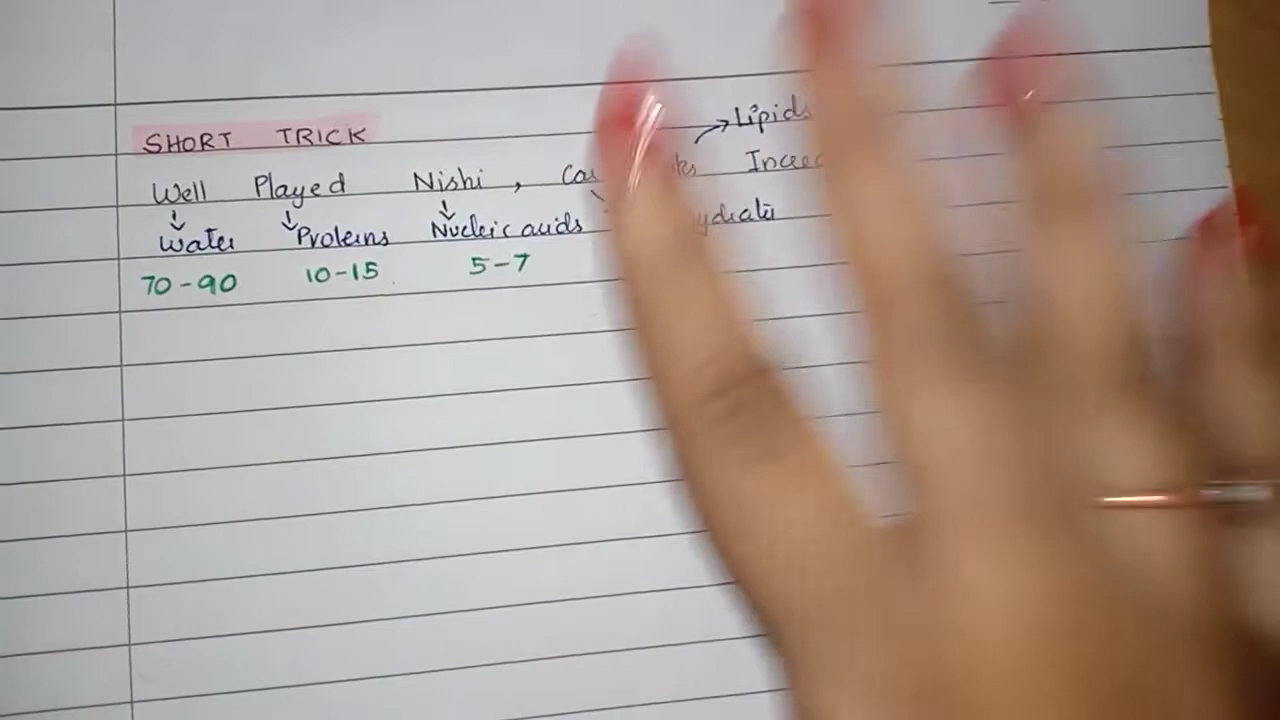 SHORT TRICK
Lipids
Well Played Nishi ,
Water Proteins Nucleic acids
70-90 10-15 5-7